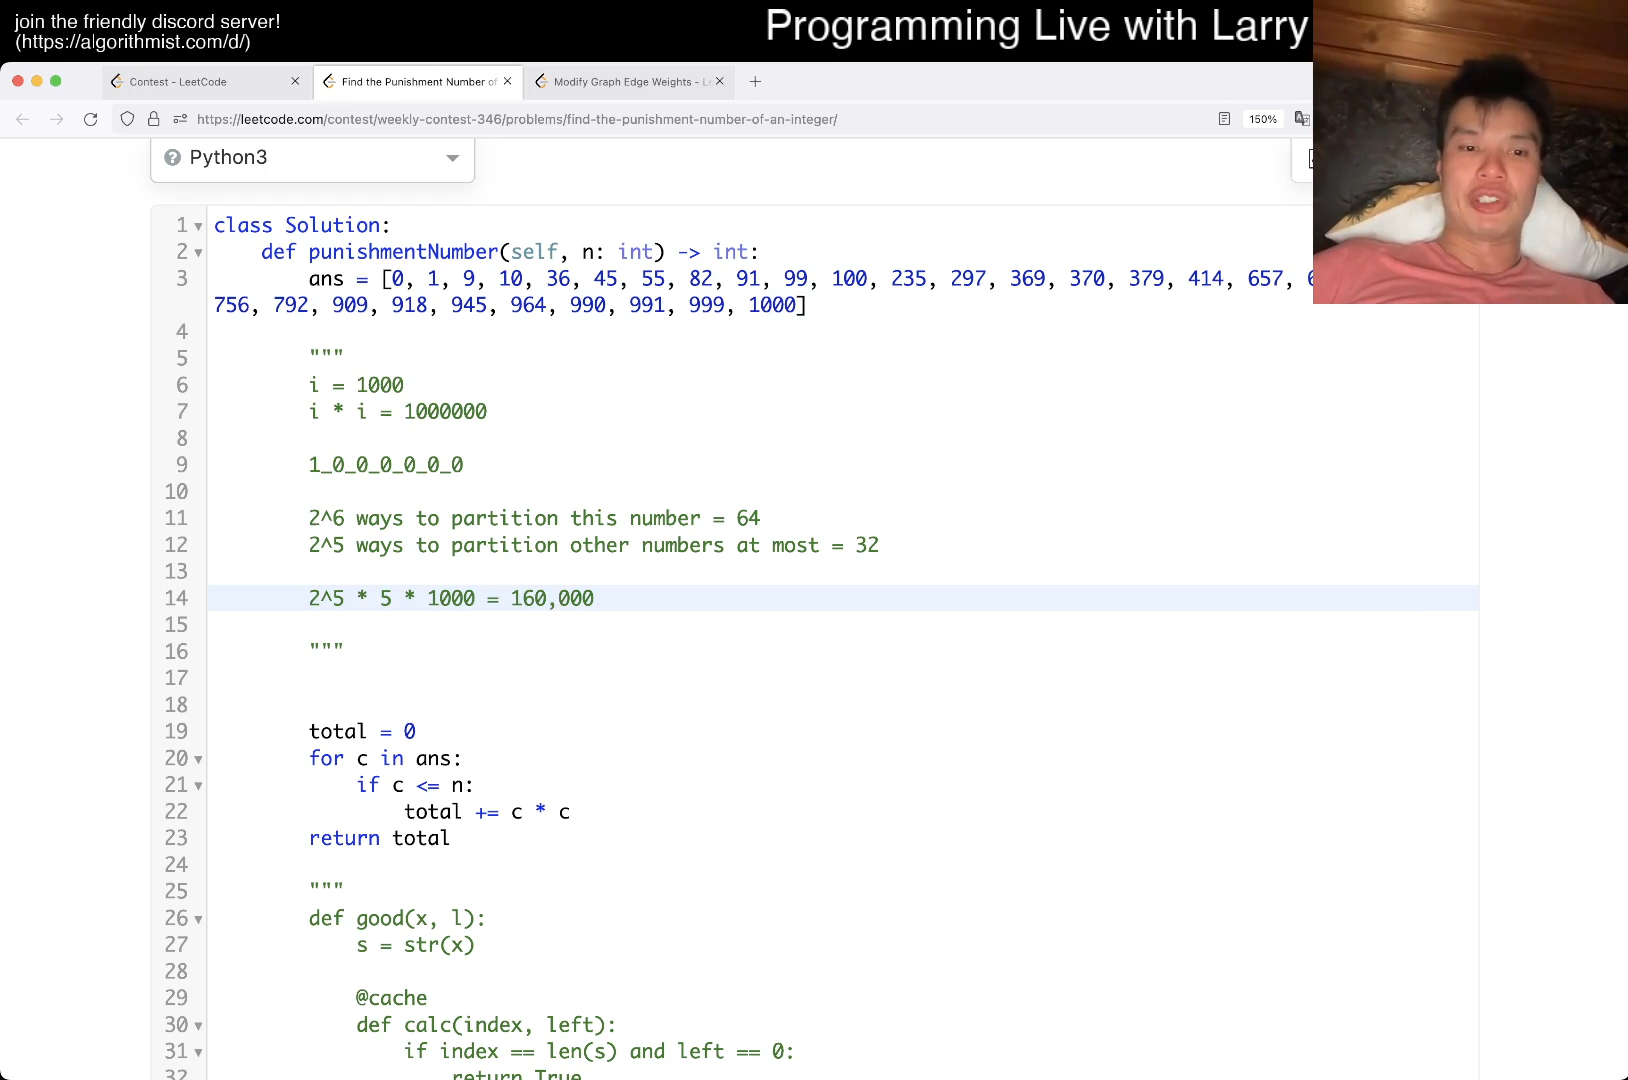 join the friendly discord server!
(https://algorithmist.com/d/)
Programming Live with Larry
Contest - LeetCode
Find the Punishment Number of
Modify Graph Edge Weights - Le
https://leetcode.com/contest/weekly-contest-346/problems/find-the-punishment-number-of-an-integer/
150%
Python3
1 class Solution:
2 def punishmentNumber(self, n: int) -> int:
3 ans = [0, 1, 9, 10, 36, 45, 55, 82, 91, 99, 100, 235, 297, 369, 370, 379, 414, 657,
756, 792, 909, 918, 945, 964, 990, 991, 999, 1000]
4
5 """
6 i = 1000
7 i * i = 1000000
8
9 1_0_0_0_0_0_0
10
11 2^6 ways to partition this number = 64
12 2^5 ways to partition other numbers at most = 32
13
14 2^5 * 5 * 1000 = 160,000
15
16 """
17
18
19 total = 0
20 for c in ans:
21 if c <= n:
22 total += c * c
23 return total
24
25 """
26 def good(x, l):
27 s = str(x)
28
29 @cache
30 def calc(index, left):
31 if index == len(s) and left == 0:
32 return True